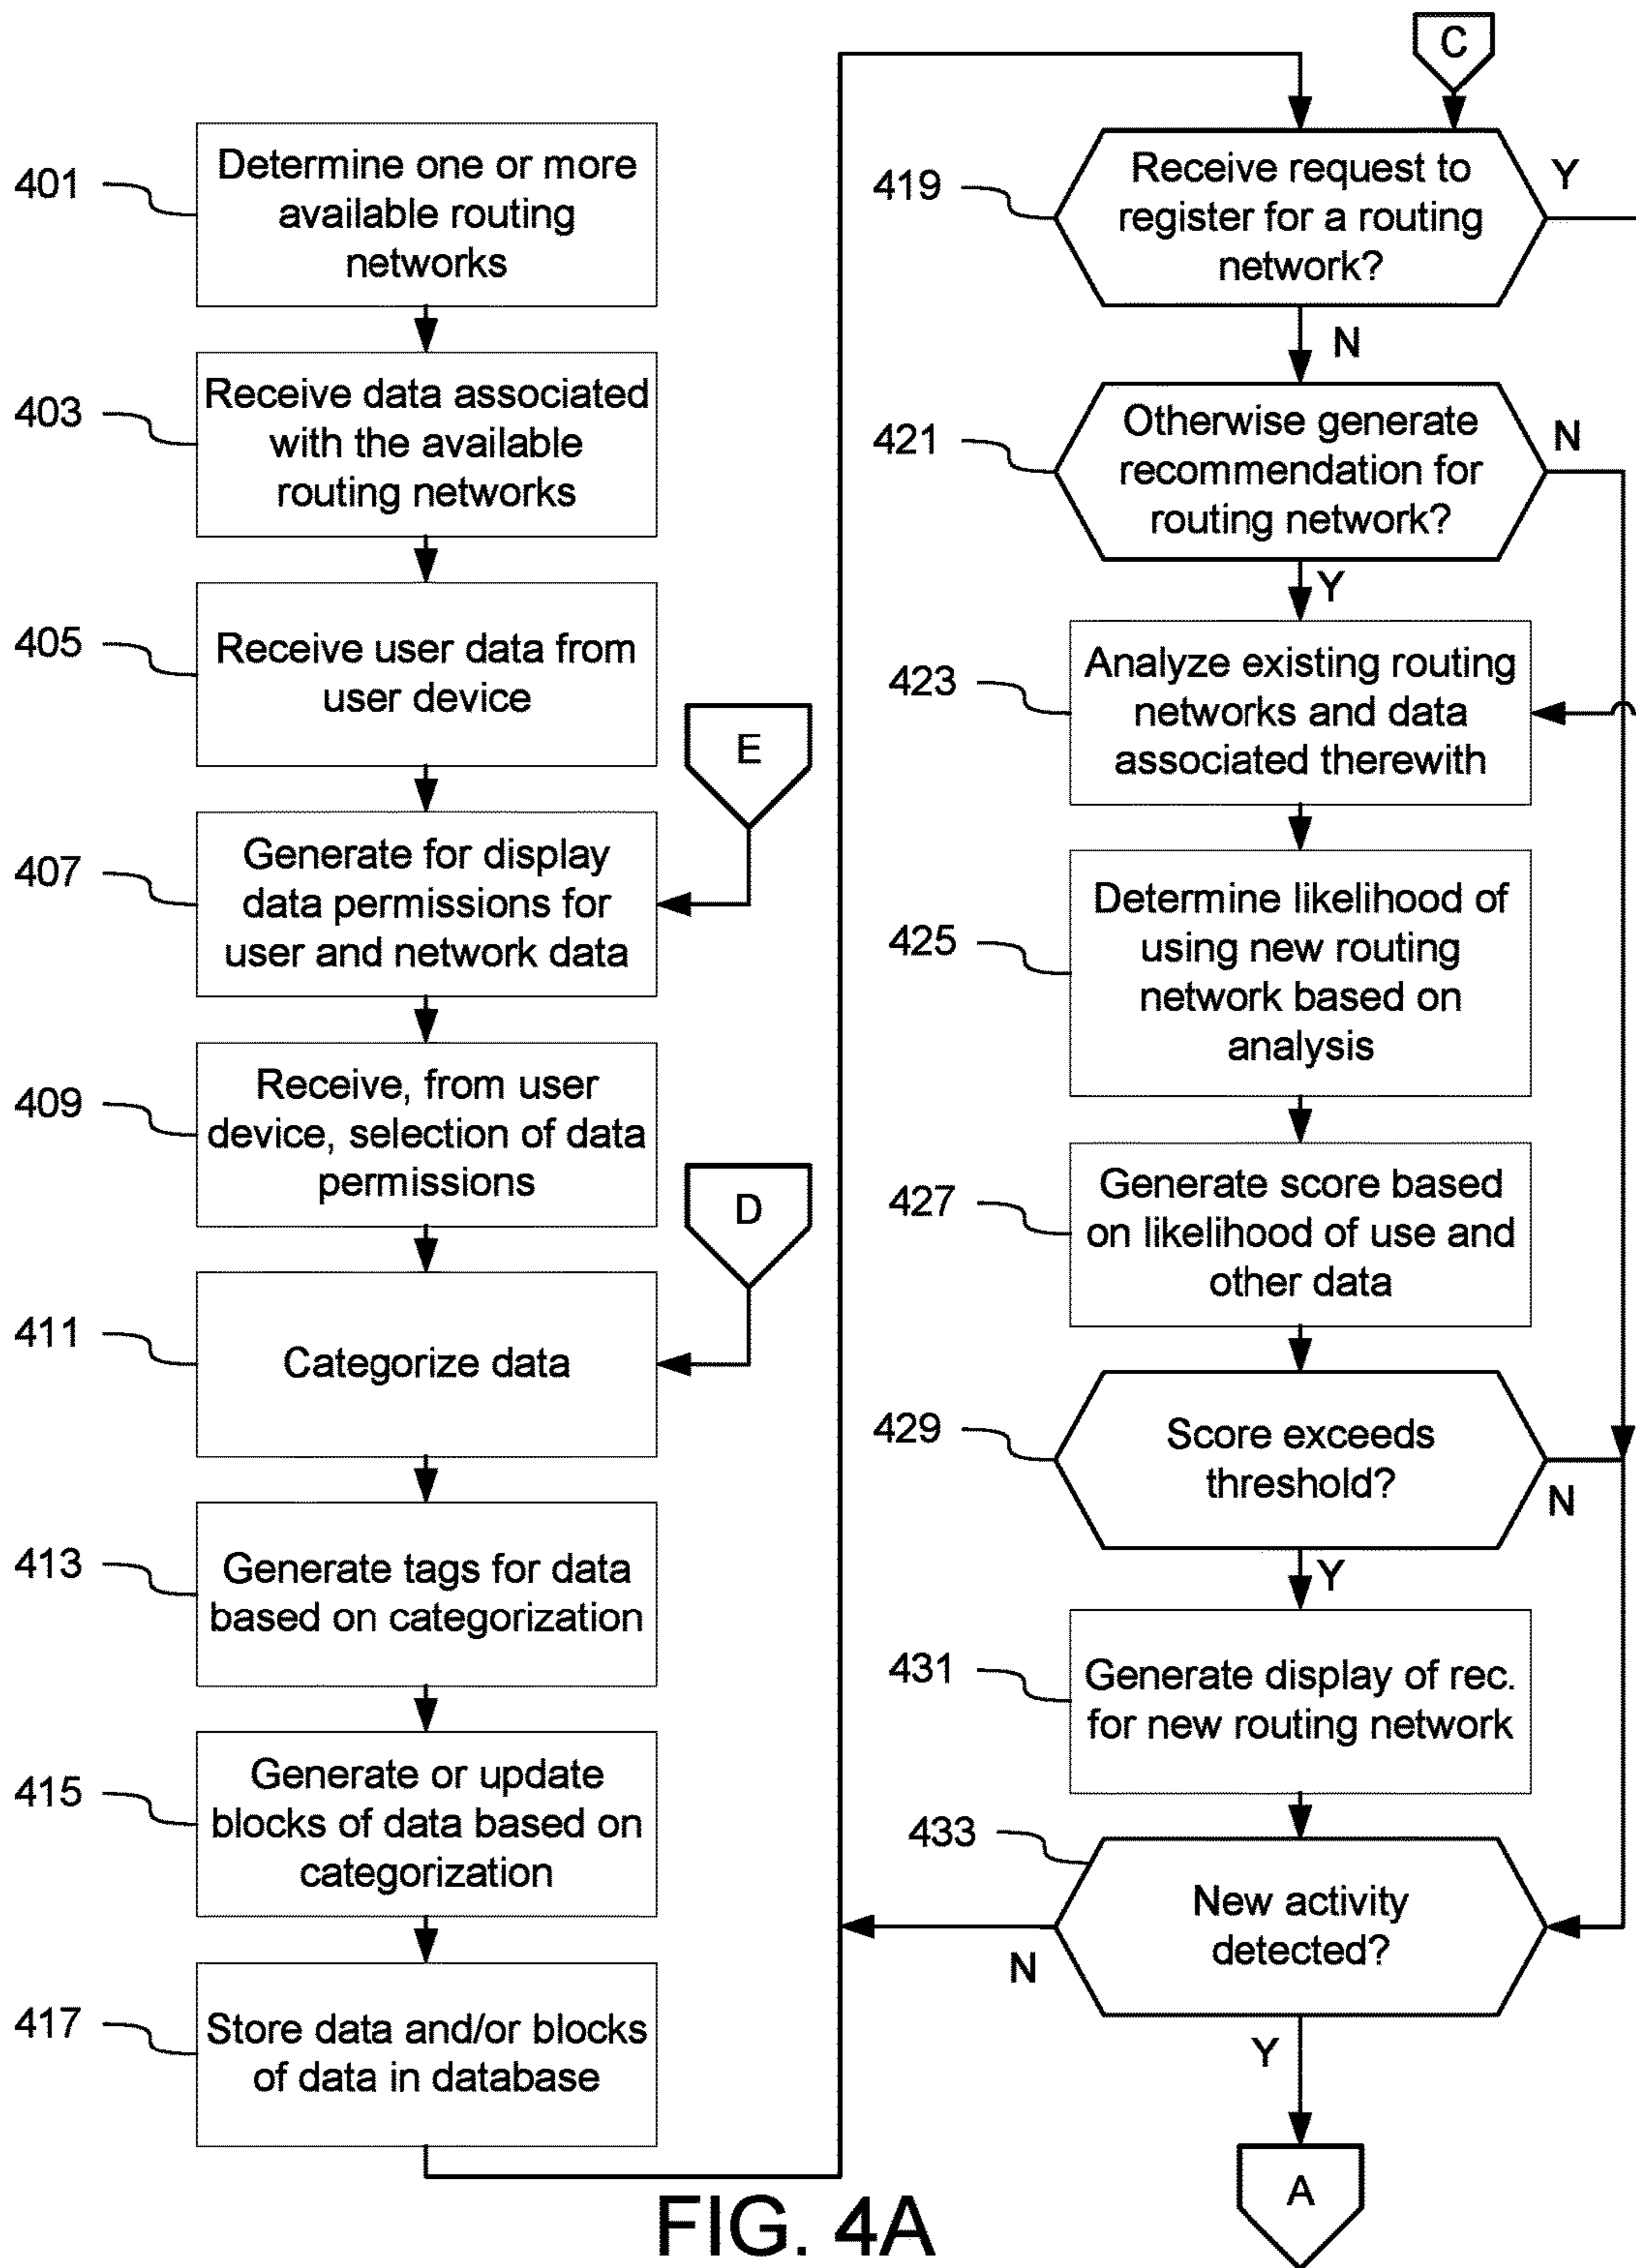 401
Determine one or more
available routing
networks
403
Receive data associated
with the available
routing networks
405
Receive user data from
user device
E
407
Generate for display
data permissions for
user and network data
409
Receive, from user
device, selection of data
permissions
D
411
Categorize data
413
Generate tags for data
based on categorization
415
Generate or update
blocks of data based on
categorization
417
Store data and/or blocks
of data in database
C
419
Receive request to
register for a routing
network?
Y
N
421
Otherwise generate
recommendation for
routing network?
N
Y
423
Analyze existing routing
networks and data
associated therewith
425
Determine likelihood of
using new routing
network based on
analysis
427
Generate score based
on likelihood of use and
other data
429
Score exceeds
threshold?
N
Y
431
Generate display of rec.
for new routing network
433
New activity
detected?
N
Y
A
FIG. 4A